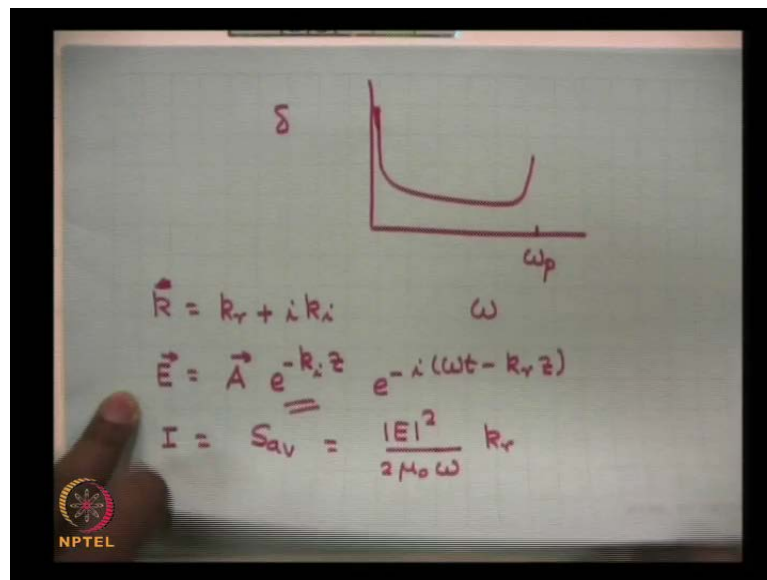 δ
ωp
k⃗ = kr + i ki ω
E⃗ = A⃗ e^-ki z e^-i(ωt - kr z)
I = Sav = |E|² / 2μ₀ω kr
NPTEL